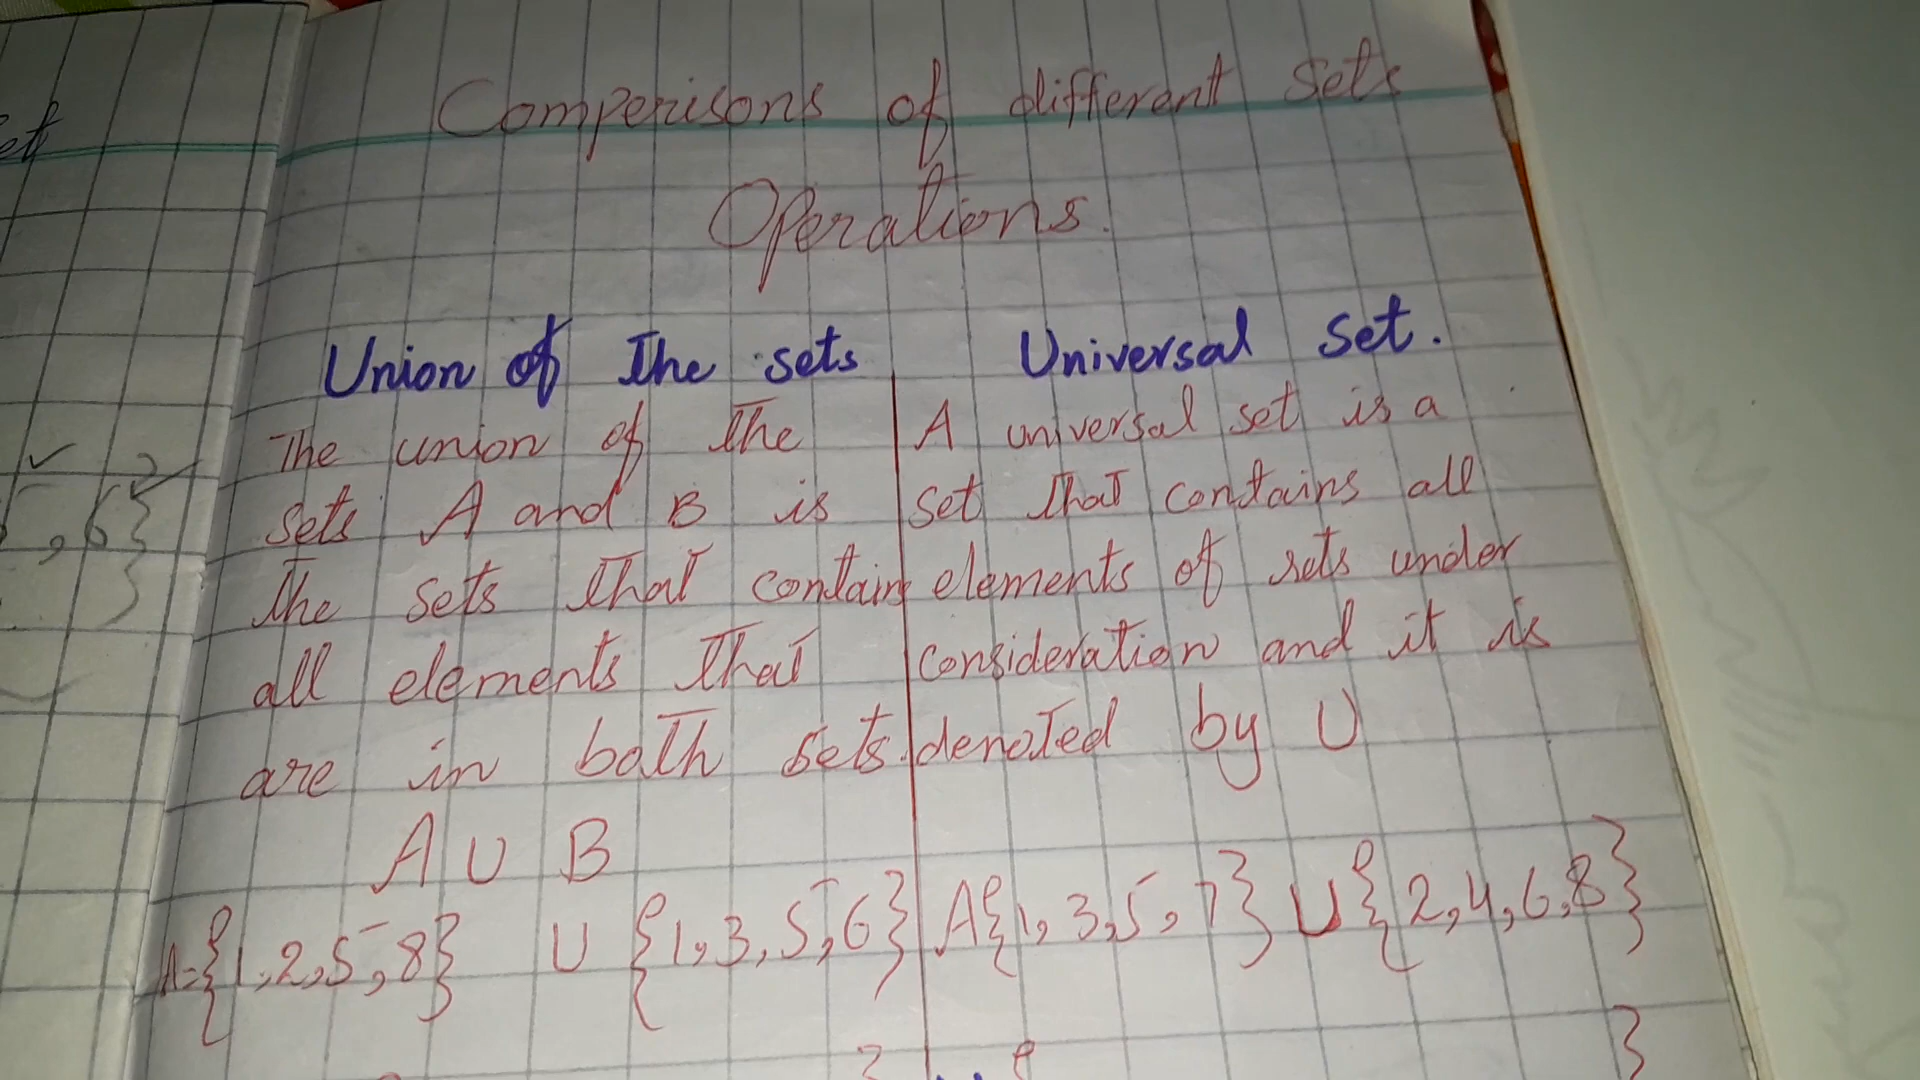 Comperisons of different Sets
Operations.
Union of The sets
The union of the
sets A and B is
the sets that contain
all elements that
are in both sets.
A U B
A={1,2,5,8} U {1,3,5,6}
Universal set.
A universal set is a
set that contains all
elements of sets under
consideration and it is
denoted by U
A{1,3,5,7} U {2,4,6,8}
et
,6}